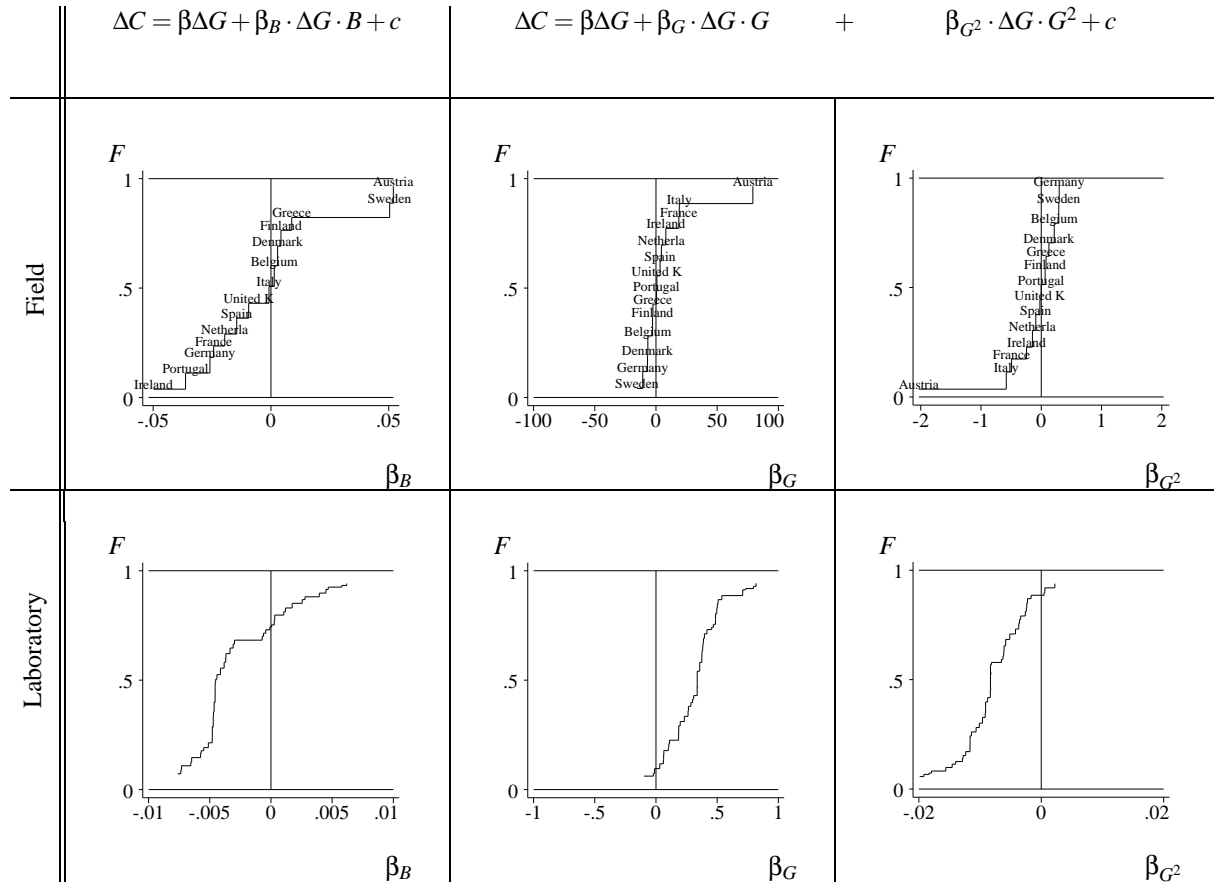 ΔC = βΔG + β_B · ΔG · B + c
ΔC = βΔG + β_G · ΔG · G + β_{G²} · ΔG · G² + c
Field
F
1
.5
0
Austria
Sweden
Greece
Finland
Denmark
Belgium
Italy
United K
Spain
Netherla
France
Germany
Portugal
Ireland
-.05 0 .05
β_B
F
1
.5
0
Austria
Italy
France
Ireland
Netherla
Spain
United K
Portugal
Greece
Finland
Belgium
Denmark
Germany
Sweden
-100 -50 0 50 100
β_G
F
1
.5
0
Germany
Sweden
Belgium
Denmark
Greece
Finland
Portugal
United K
Spain
Netherla
Ireland
France
Italy
Austria
-2 -1 0 1 2
β_{G²}
Laboratory
F
1
.5
0
-.01 -.005 0 .005 .01
β_B
F
1
.5
0
-1 -.5 0 .5 1
β_G
F
1
.5
0
-.02 0 .02
β_{G²}